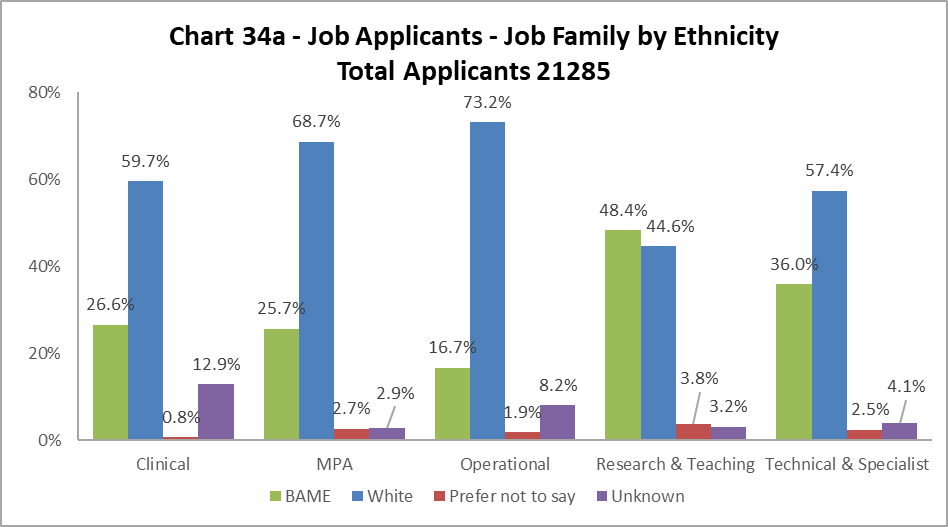 Chart 34a - Job Applicants - Job Family by Ethnicity
Total Applicants 21285
80%
60%
40%
20%
0%
26.6%
59.7%
0.8%
12.9%
25.7%
68.7%
2.7%
2.9%
16.7%
73.2%
1.9%
8.2%
48.4%
44.6%
3.8%
3.2%
36.0%
57.4%
2.5%
4.1%
Clinical
MPA
Operational
Research & Teaching
Technical & Specialist
BAME
White
Prefer not to say
Unknown